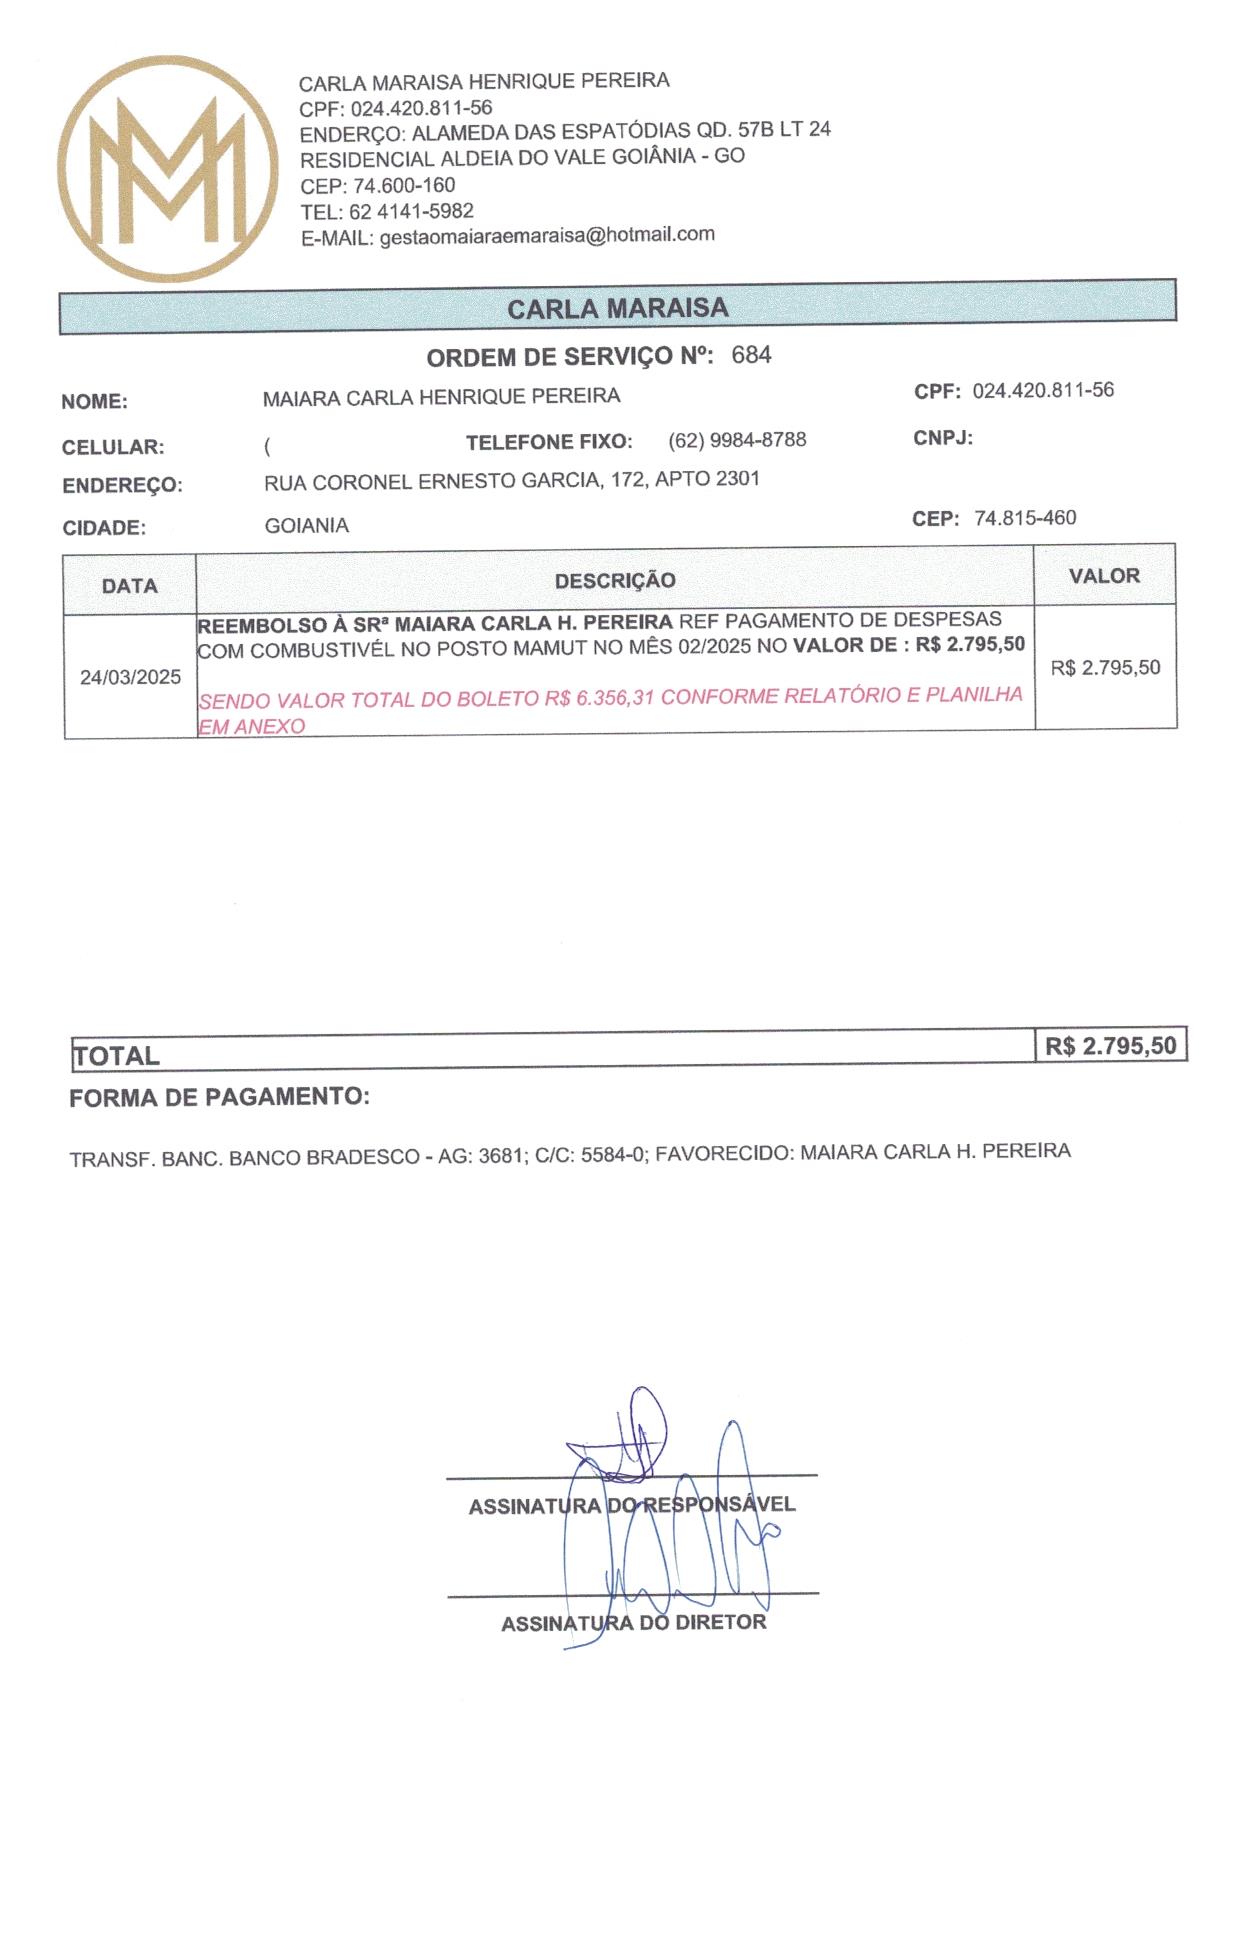 CARLA MARAISA HENRIQUE PEREIRA
CPF: 024.420.811-56
ENDERÇO: ALAMEDA DAS ESPATÓDIAS QD. 57B LT 24
RESIDENCIAL ALDEIA DO VALE GOIÂNIA - GO
CEP: 74.600-160
TEL: 62 4141-5982
E-MAIL: gestaomaiaraemaraisa@hotmail.com
CARLA MARAISA
ORDEM DE SERVIÇO Nº: 684
NOME: MAIARA CARLA HENRIQUE PEREIRA CPF: 024.420.811-56
CELULAR: ( TELEFONE FIXO: (62) 9984-8788 CNPJ:
ENDEREÇO: RUA CORONEL ERNESTO GARCIA, 172, APTO 2301
CIDADE: GOIANIA CEP: 74.815-460
DATA DESCRIÇÃO VALOR
REEMBOLSO À SRª MAIARA CARLA H. PEREIRA REF PAGAMENTO DE DESPESAS
COM COMBUSTIVÉL NO POSTO MAMUT NO MÊS 02/2025 NO VALOR DE : R$ 2.795,50
24/03/2025 R$ 2.795,50
SENDO VALOR TOTAL DO BOLETO R$ 6.356,31 CONFORME RELATÓRIO E PLANILHA
EM ANEXO
TOTAL R$ 2.795,50
FORMA DE PAGAMENTO:
TRANSF. BANC. BANCO BRADESCO - AG: 3681; C/C: 5584-0; FAVORECIDO: MAIARA CARLA H. PEREIRA
ASSINATURA DO RESPONSÁVEL
ASSINATURA DO DIRETOR